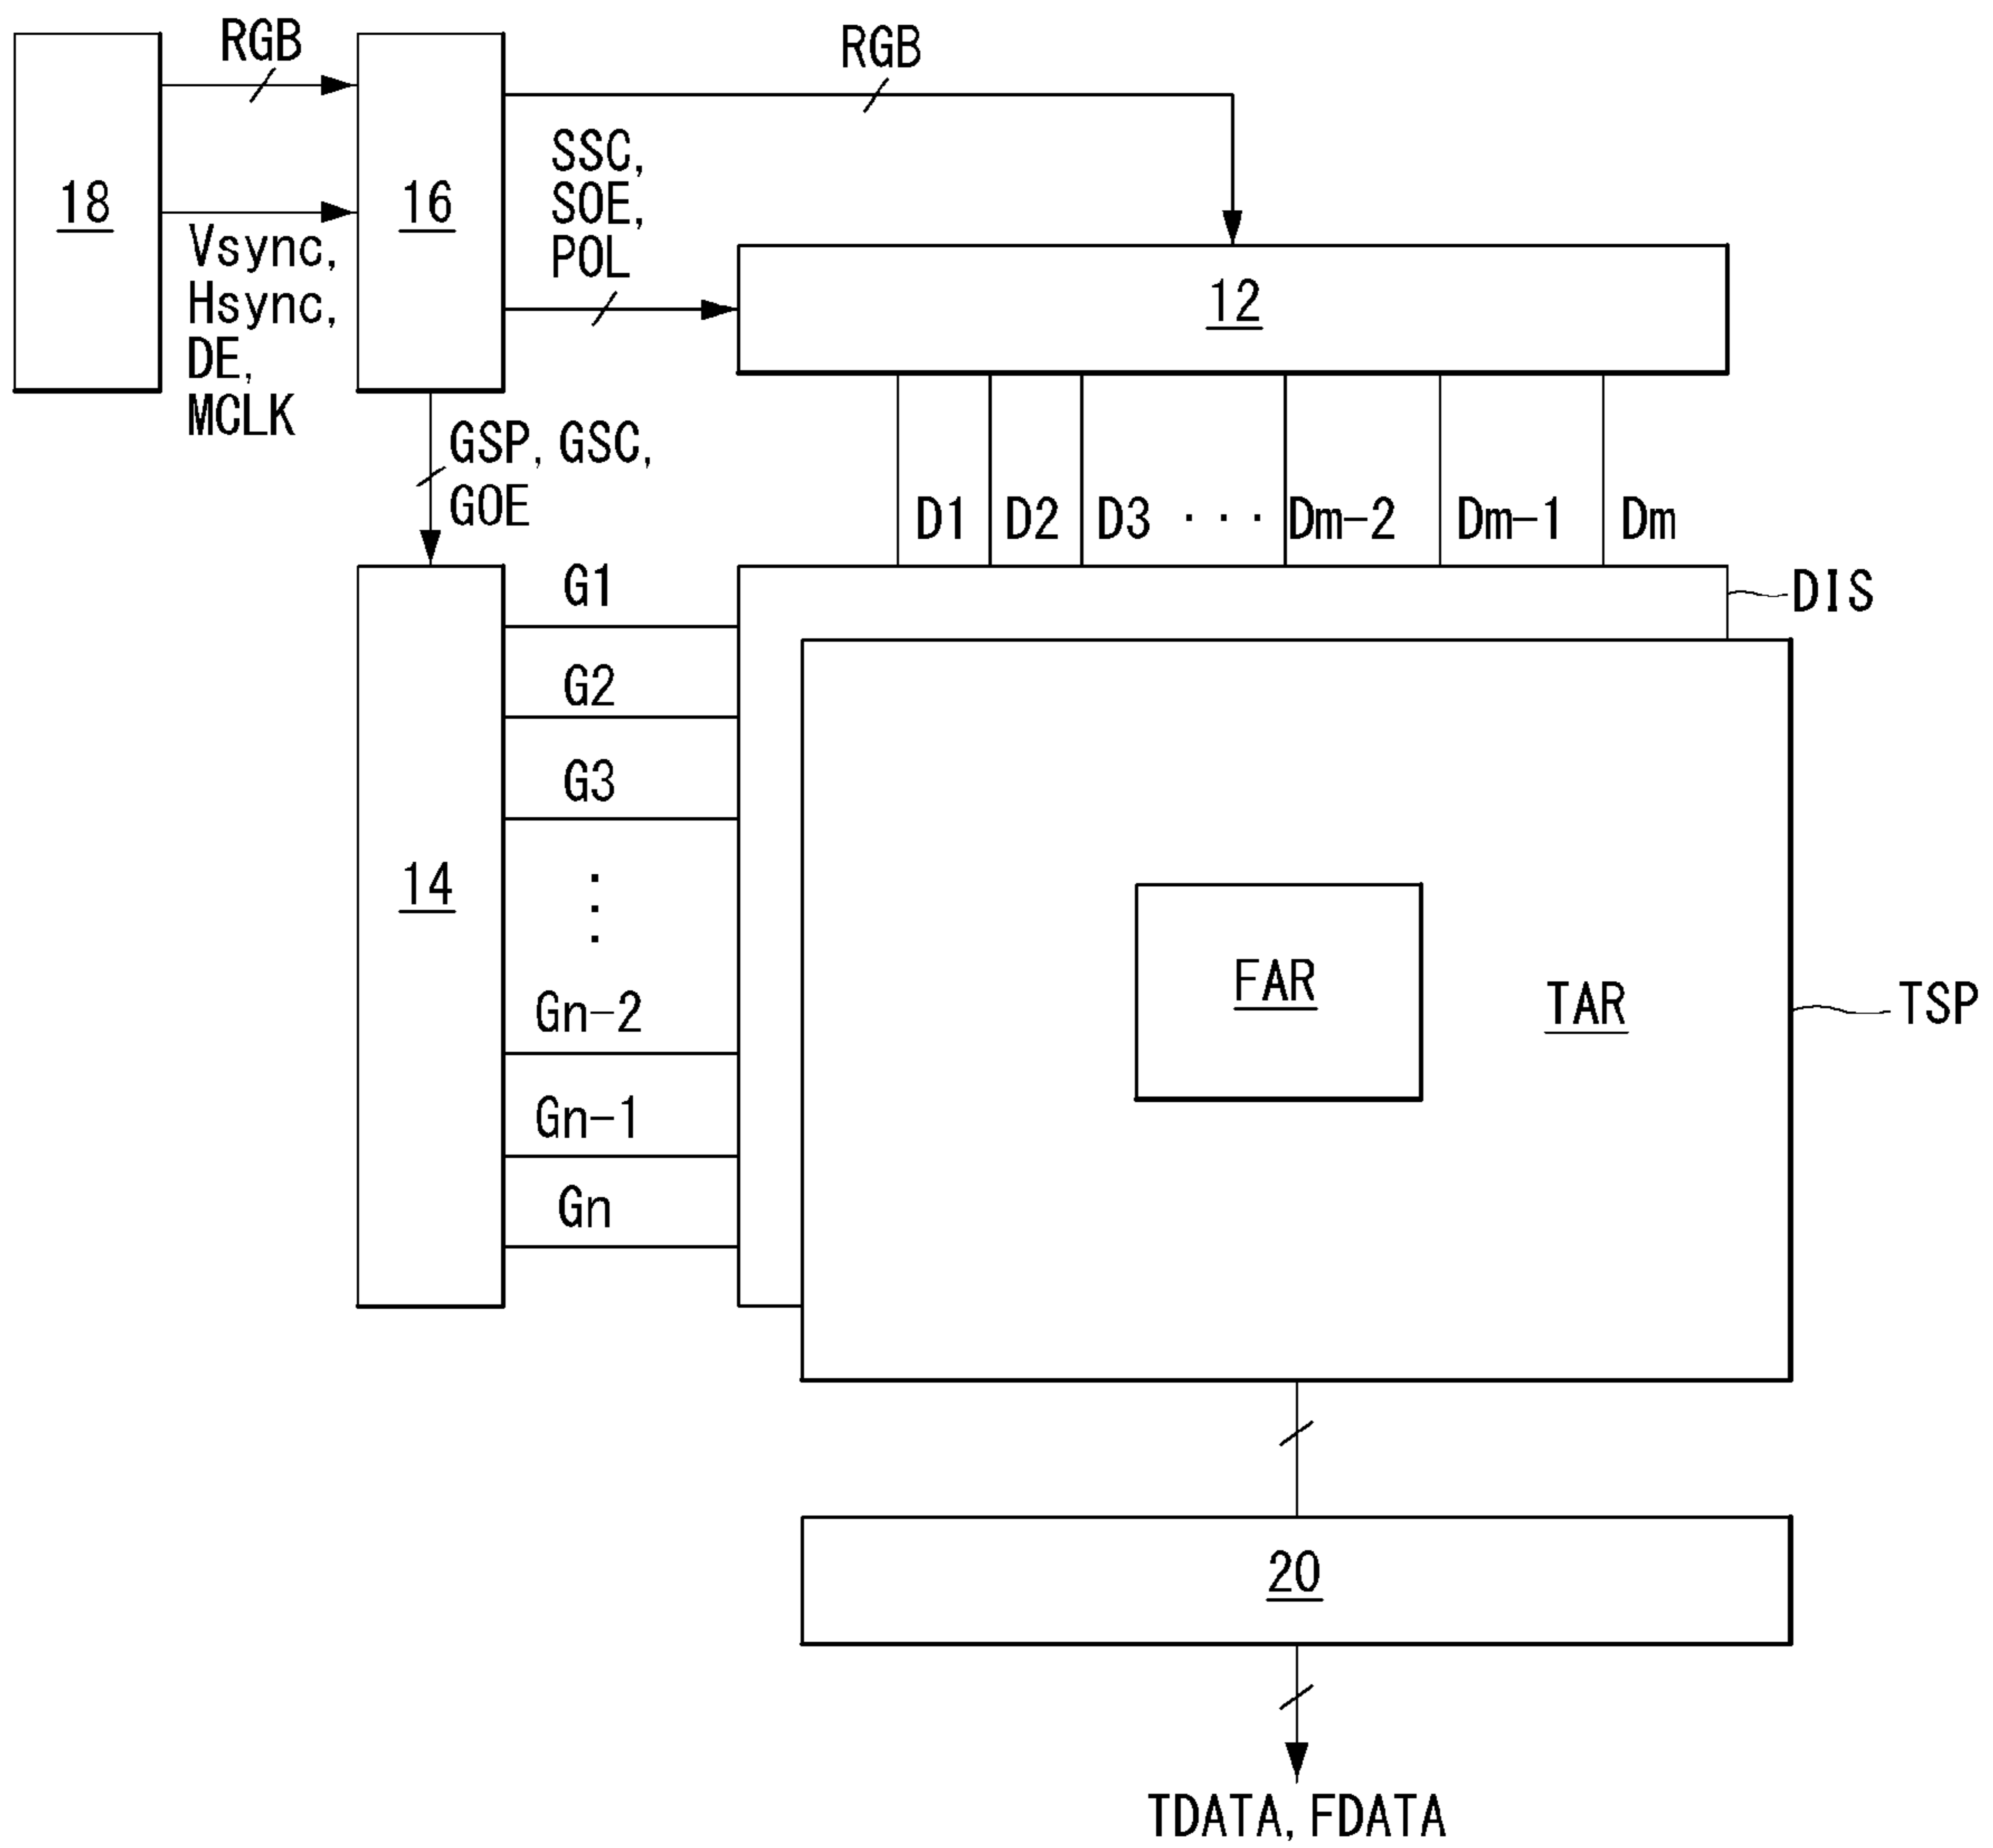 RGB
RGB
18
16
Vsync,
Hsync,
DE,
MCLK
SSC,
SOE,
POL
12
GSP, GSC,
GOE
D1 D2 D3 ··· Dm-2 Dm-1 Dm
DIS
G1
G2
G3
14
Gn-2
Gn-1
Gn
FAR
TAR
TSP
20
TDATA, FDATA